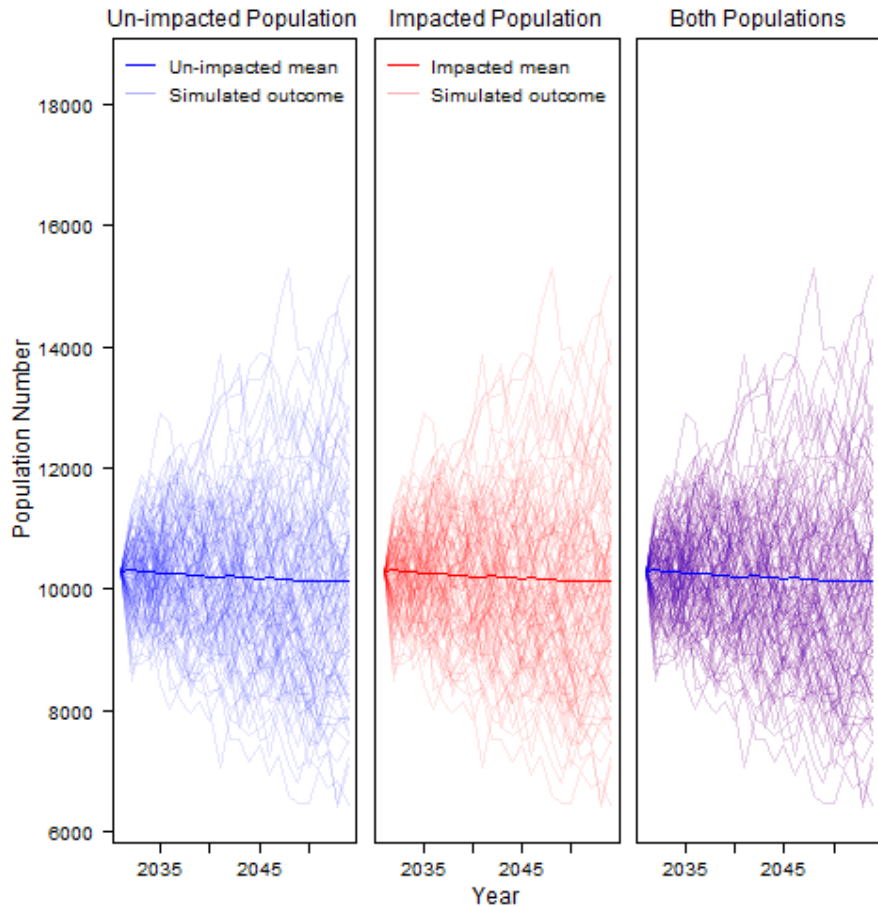 Un-impacted Population
Impacted Population
Both Populations
Un-impacted mean
Simulated outcome
Impacted mean
Simulated outcome
18000
16000
14000
12000
10000
8000
6000
Population Number
2035
2045
2035
2045
2035
2045
Year